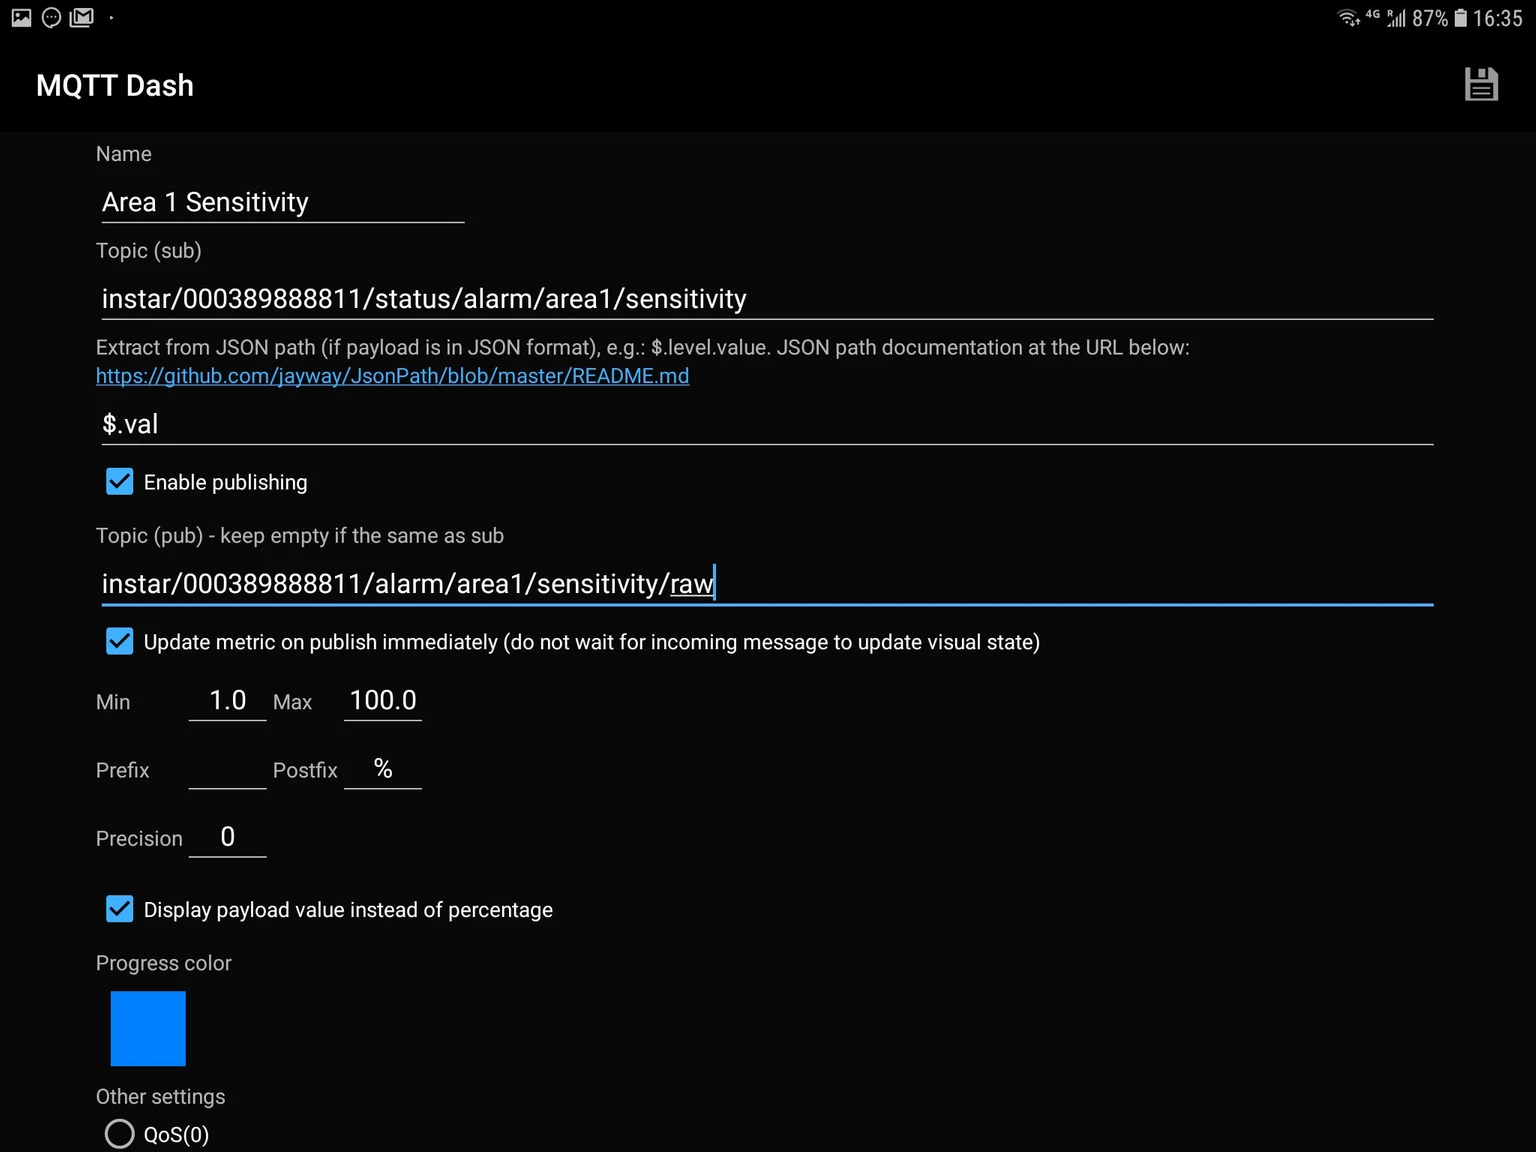 4G R 87% 16:35
MQTT Dash
Name
Area 1 Sensitivity
Topic (sub)
instar/000389888811/status/alarm/area1/sensitivity
Extract from JSON path (if payload is in JSON format), e.g.: $.level.value. JSON path documentation at the URL below:
https://github.com/jayway/JsonPath/blob/master/README.md
$.val
Enable publishing
Topic (pub) - keep empty if the same as sub
instar/000389888811/alarm/area1/sensitivity/raw
Update metric on publish immediately (do not wait for incoming message to update visual state)
Min 1.0 Max 100.0
Prefix Postfix %
Precision 0
Display payload value instead of percentage
Progress color
Other settings
QoS(0)